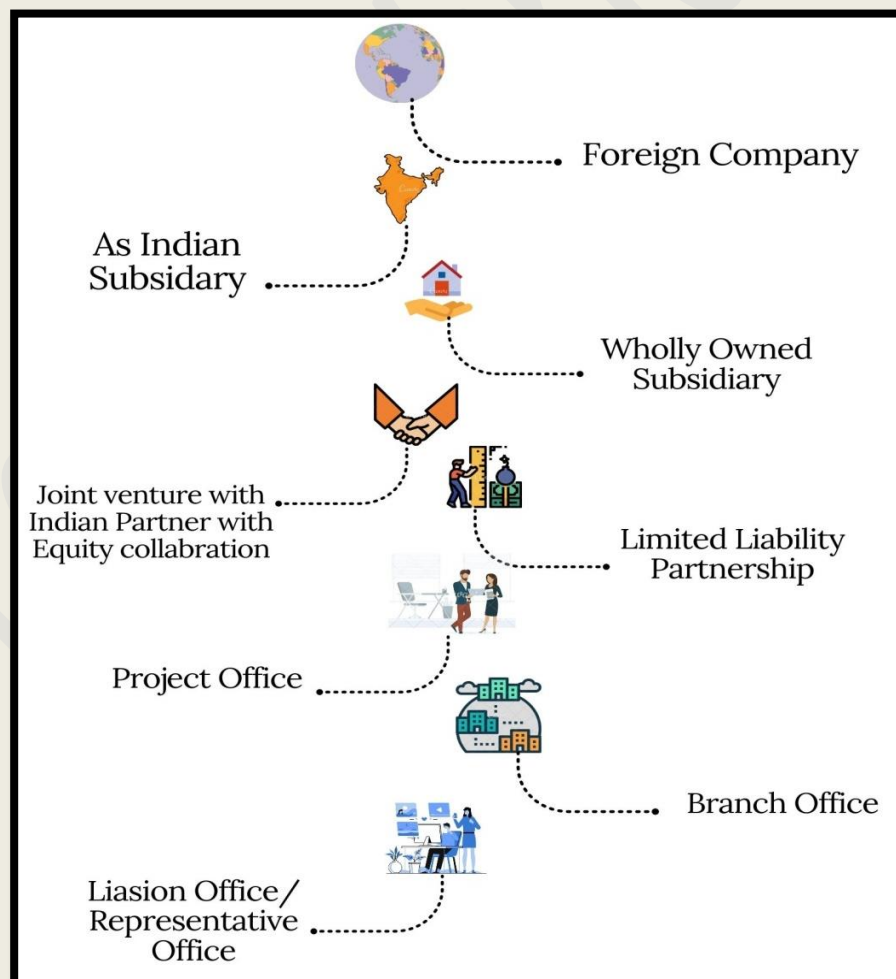 Foreign Company
As Indian
Subsidary
Wholly Owned
Subsidiary
Joint venture with
Indian Partner with
Equity collabration
Limited Liability
Partnership
Project Office
Branch Office
Liasion Office/
Representative
Office